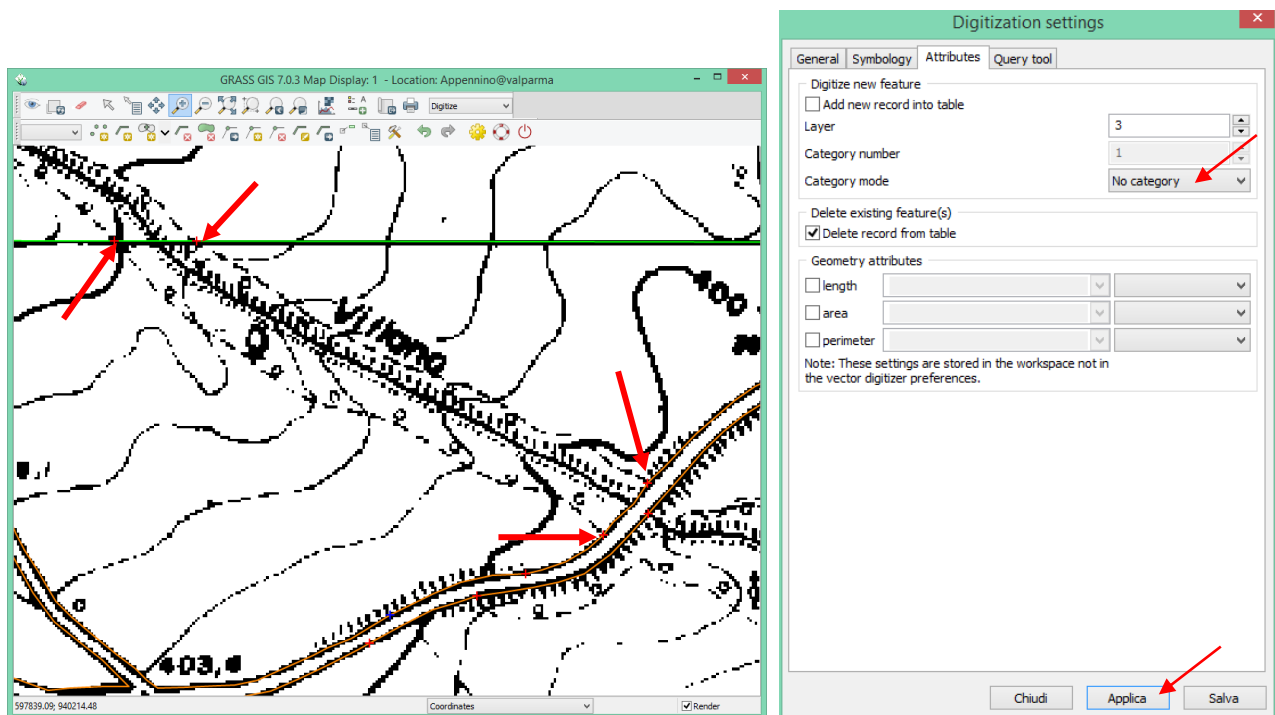 GRASS GIS 7.0.3 Map Display: 1 - Location: Appennino@valparma
Digitize
Villano
400
403,
597839.09; 940214.48
Coordinates
Render
Digitization settings
General Symbology Attributes Query tool
Digitize new feature
Add new record into table
Layer 3
Category number 1
Category mode No category
Delete existing feature(s)
Delete record from table
Geometry attributes
length
area
perimeter
Note: These settings are stored in the workspace not in
the vector digitizer preferences.
Chiudi Applica Salva